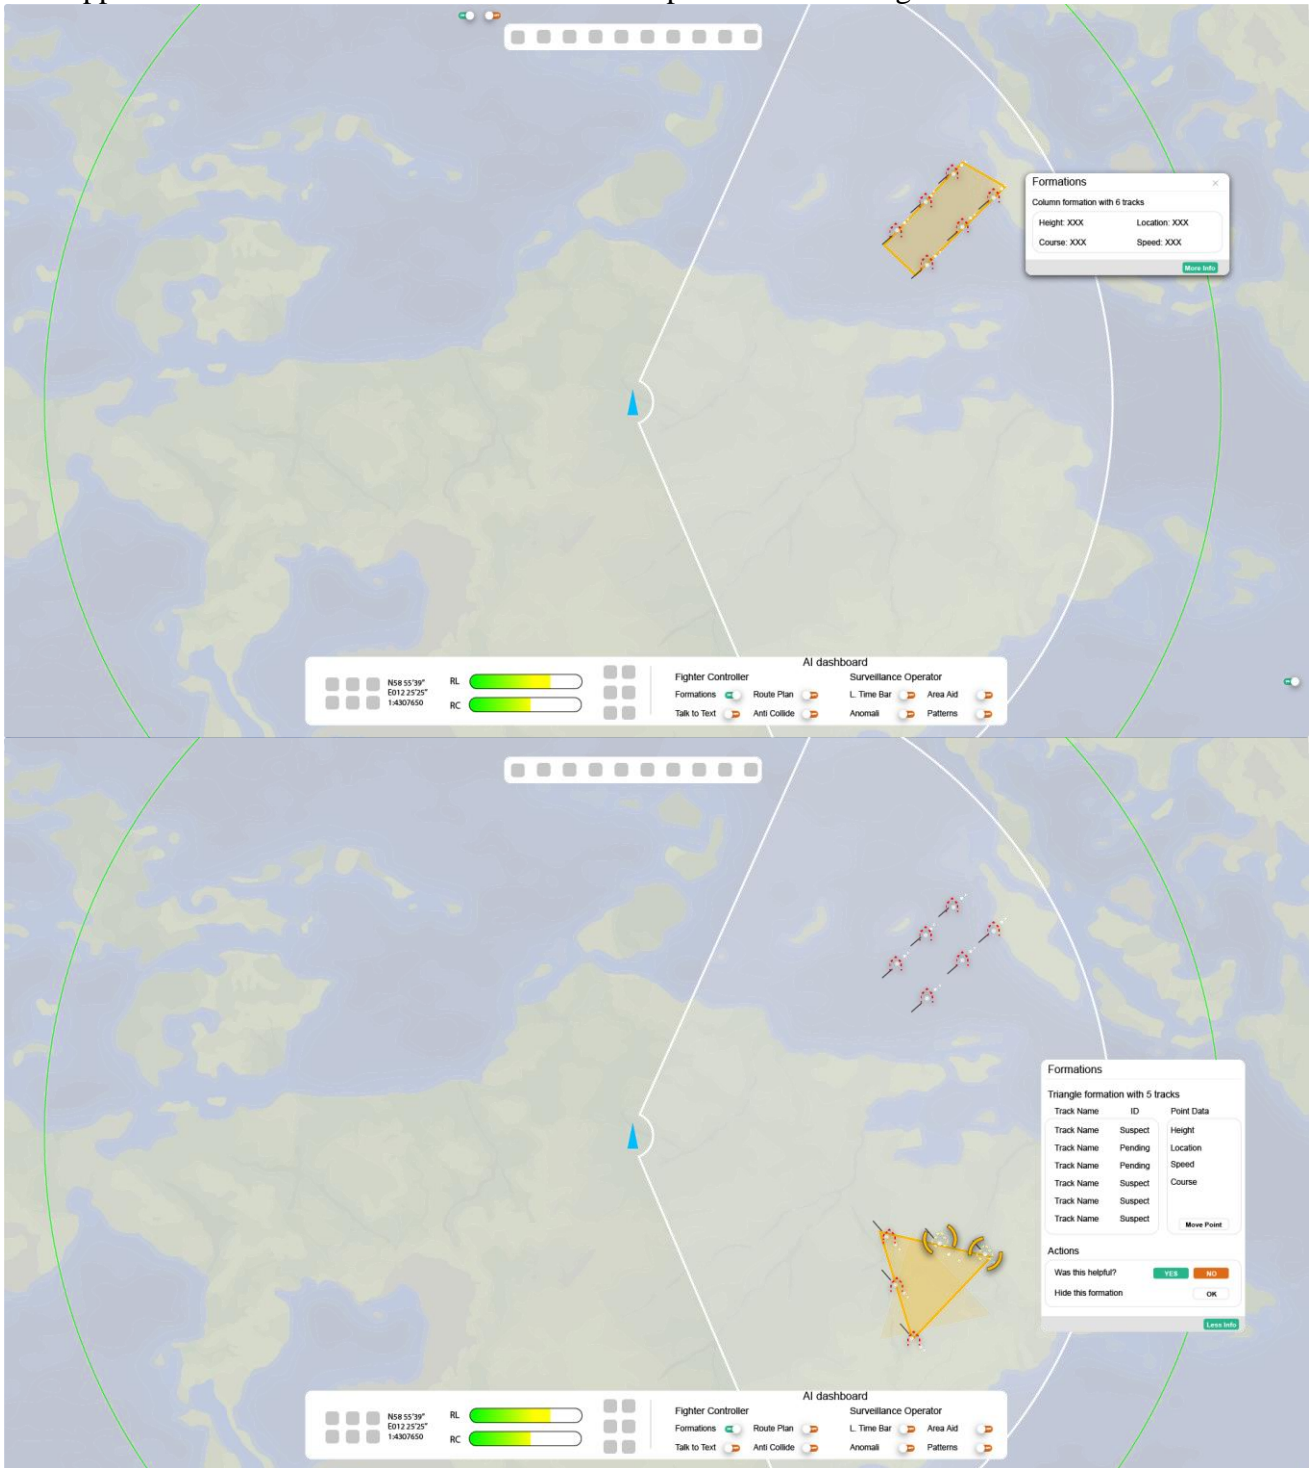 Formations
Column formation with 6 tracks
Height: XXX Location: XXX
Course: XXX Speed: XXX
More Info
AI dashboard
N58 55'39"
E012 25'25"
1:4307650
RL
RC
Fighter Controller Surveillance Operator
Formations Route Plan L. Time Bar Area Aid
Talk to Text Anti Collide Anomali Patterns
Formations
Triangle formation with 5 tracks
Track Name ID Point Data
Track Name Suspect Height
Track Name Pending Location
Track Name Pending Speed
Track Name Suspect Course
Track Name Suspect
Track Name Suspect Move Point
Actions
Was this helpful? YES NO
Hide this formation OK
Less Info
AI dashboard
N58 55'39"
E012 25'25"
1:4307650
RL
RC
Fighter Controller Surveillance Operator
Formations Route Plan L. Time Bar Area Aid
Talk to Text Anti Collide Anomali Patterns